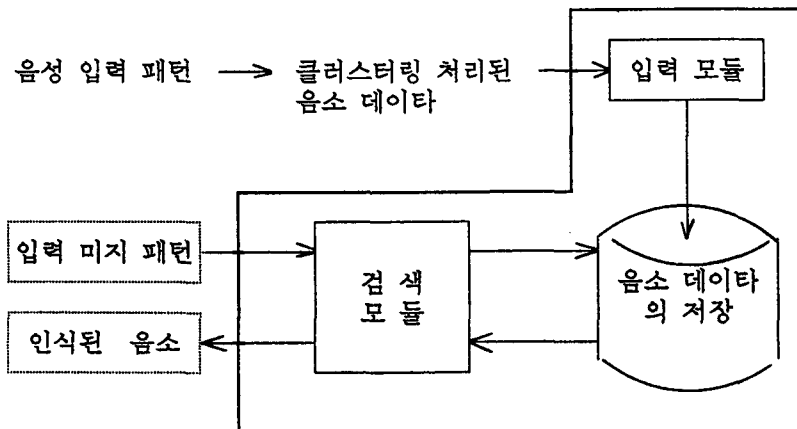 음성 입력 패턴
클러스터링 처리된
음소 데이타
입력 모듈
입력 미지 패턴
검 색
모 듈
음소 데이타
의 저장
인식된 음소